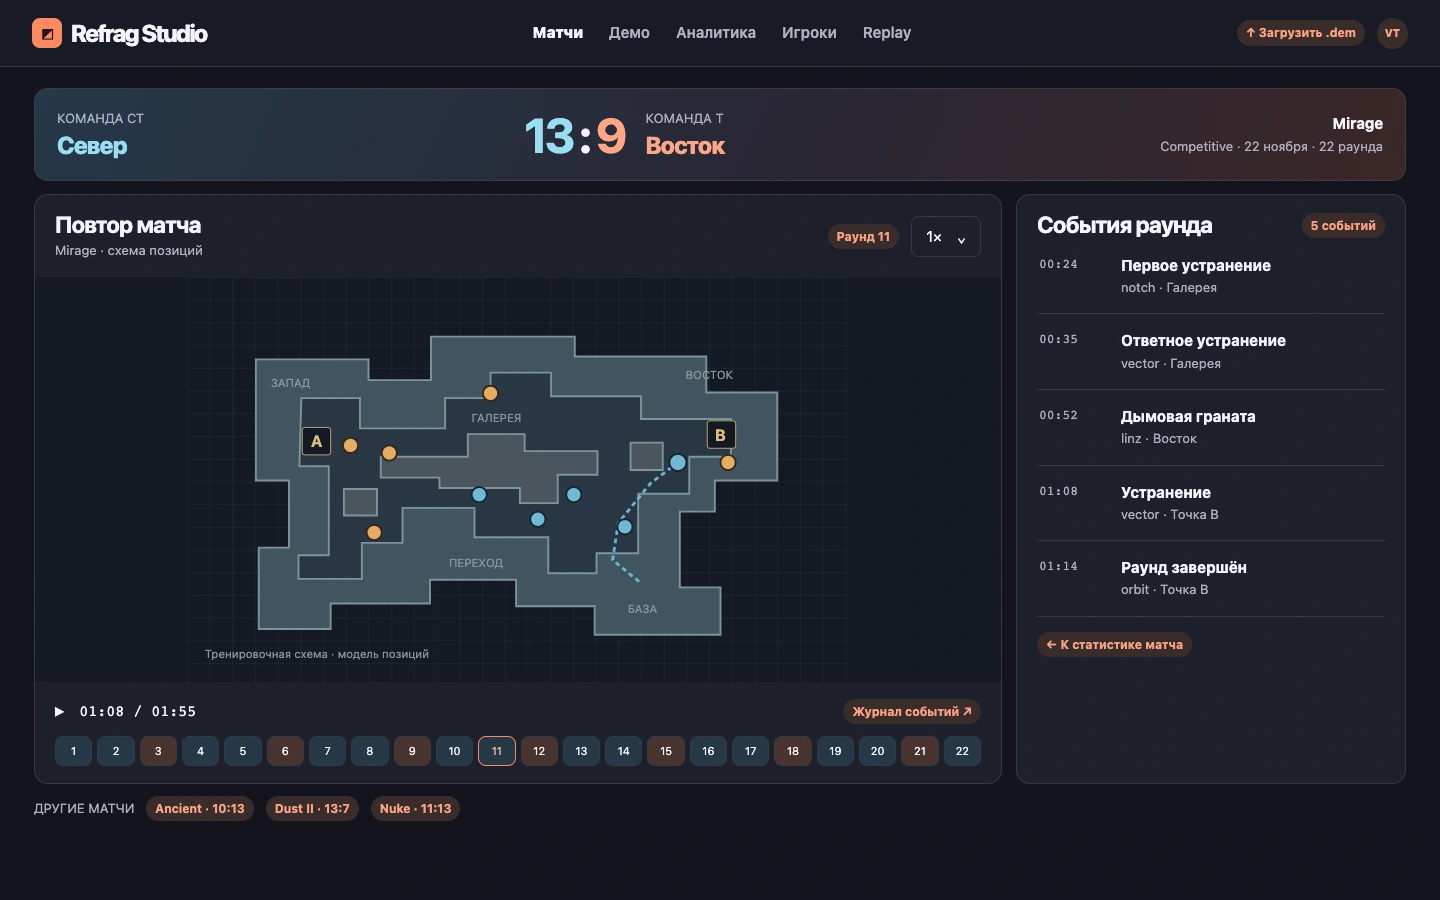 Refrag Studio
Матчи
Демо
Аналитика
Игроки
Replay
↑ Загрузить .dem
VT
КОМАНДА CT
Север
13:9
КОМАНДА T
Восток
Mirage
Competitive · 22 ноября · 22 раунда
Повтор матча
Mirage · схема позиций
Раунд 11
1×
ЗАПАД
ВОСТОК
ГАЛЕРЕЯ
A
B
ПЕРЕХОД
БАЗА
Тренировочная схема · модель позиций
▶ 01:08 / 01:55
Журнал событий ↗
1 2 3 4 5 6 7 8 9 10 11 12 13 14 15 16 17 18 19 20 21 22
События раунда
5 событий
00:24
Первое устранение
notch · Галерея
00:35
Ответное устранение
vector · Галерея
00:52
Дымовая граната
linz · Восток
01:08
Устранение
vector · Точка B
01:14
Раунд завершён
orbit · Точка B
← К статистике матча
ДРУГИЕ МАТЧИ
Ancient · 10:13
Dust II · 13:7
Nuke · 11:13